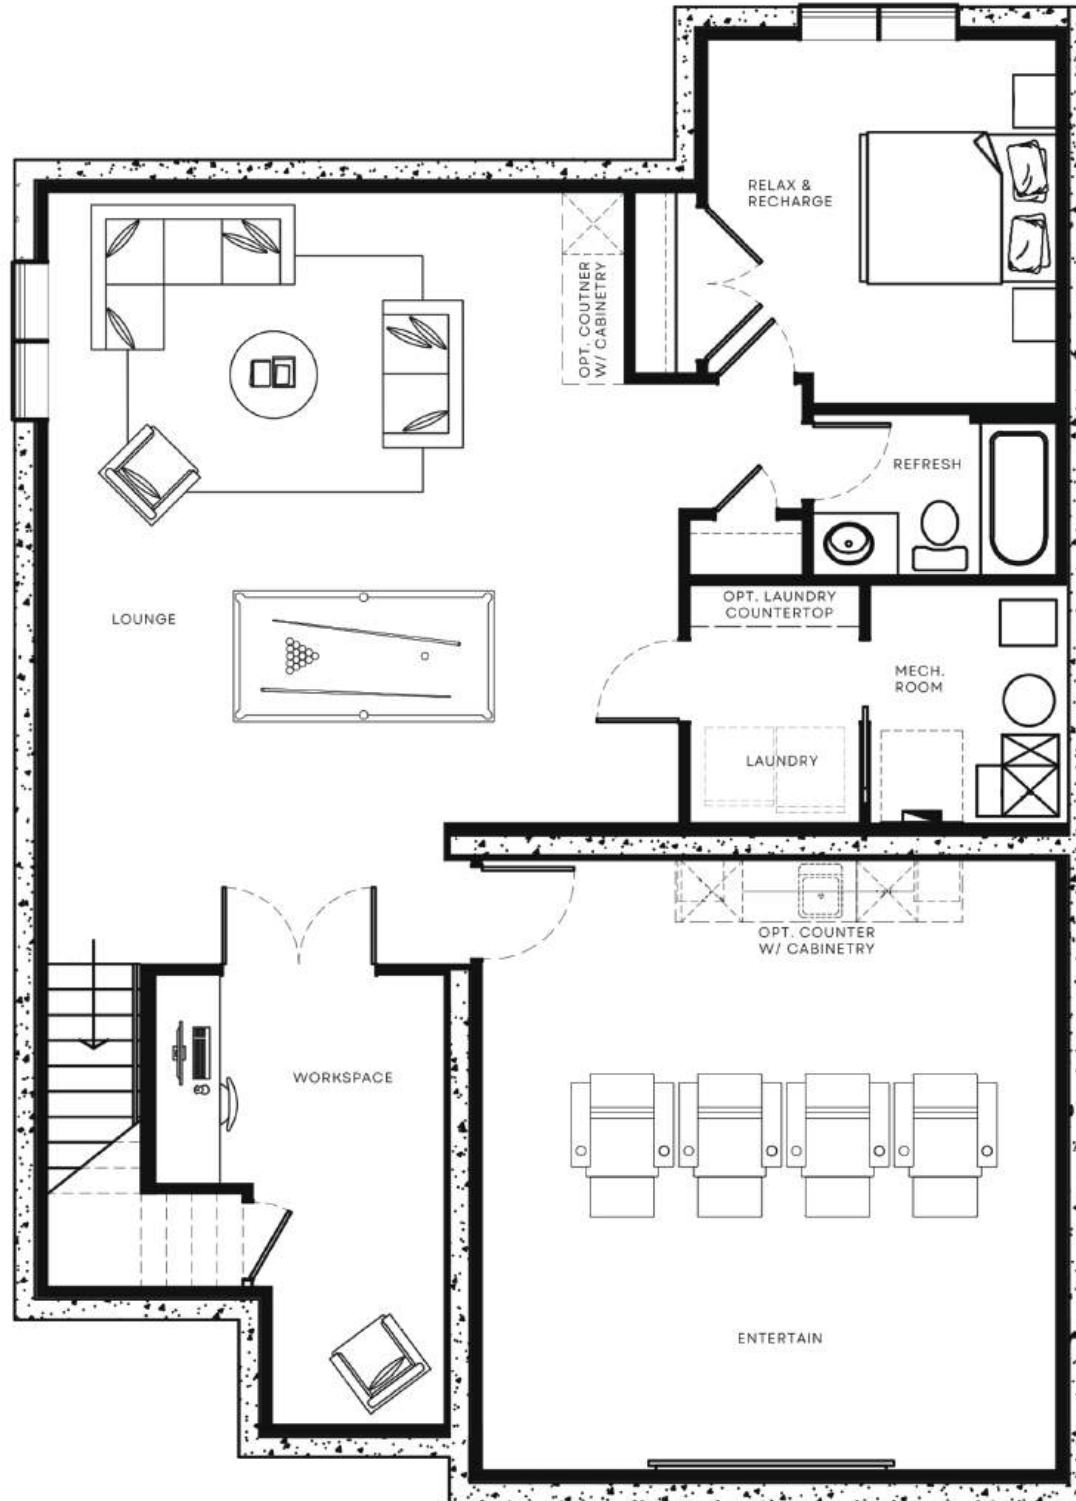 RELAX &
RECHARGE
OPT. COUTNER
W/ CABINETRY
REFRESH
LOUNGE
OPT. LAUNDRY
COUNTERTOP
MECH.
ROOM
LAUNDRY
OPT. COUNTER
W/ CABINETRY
WORKSPACE
ENTERTAIN